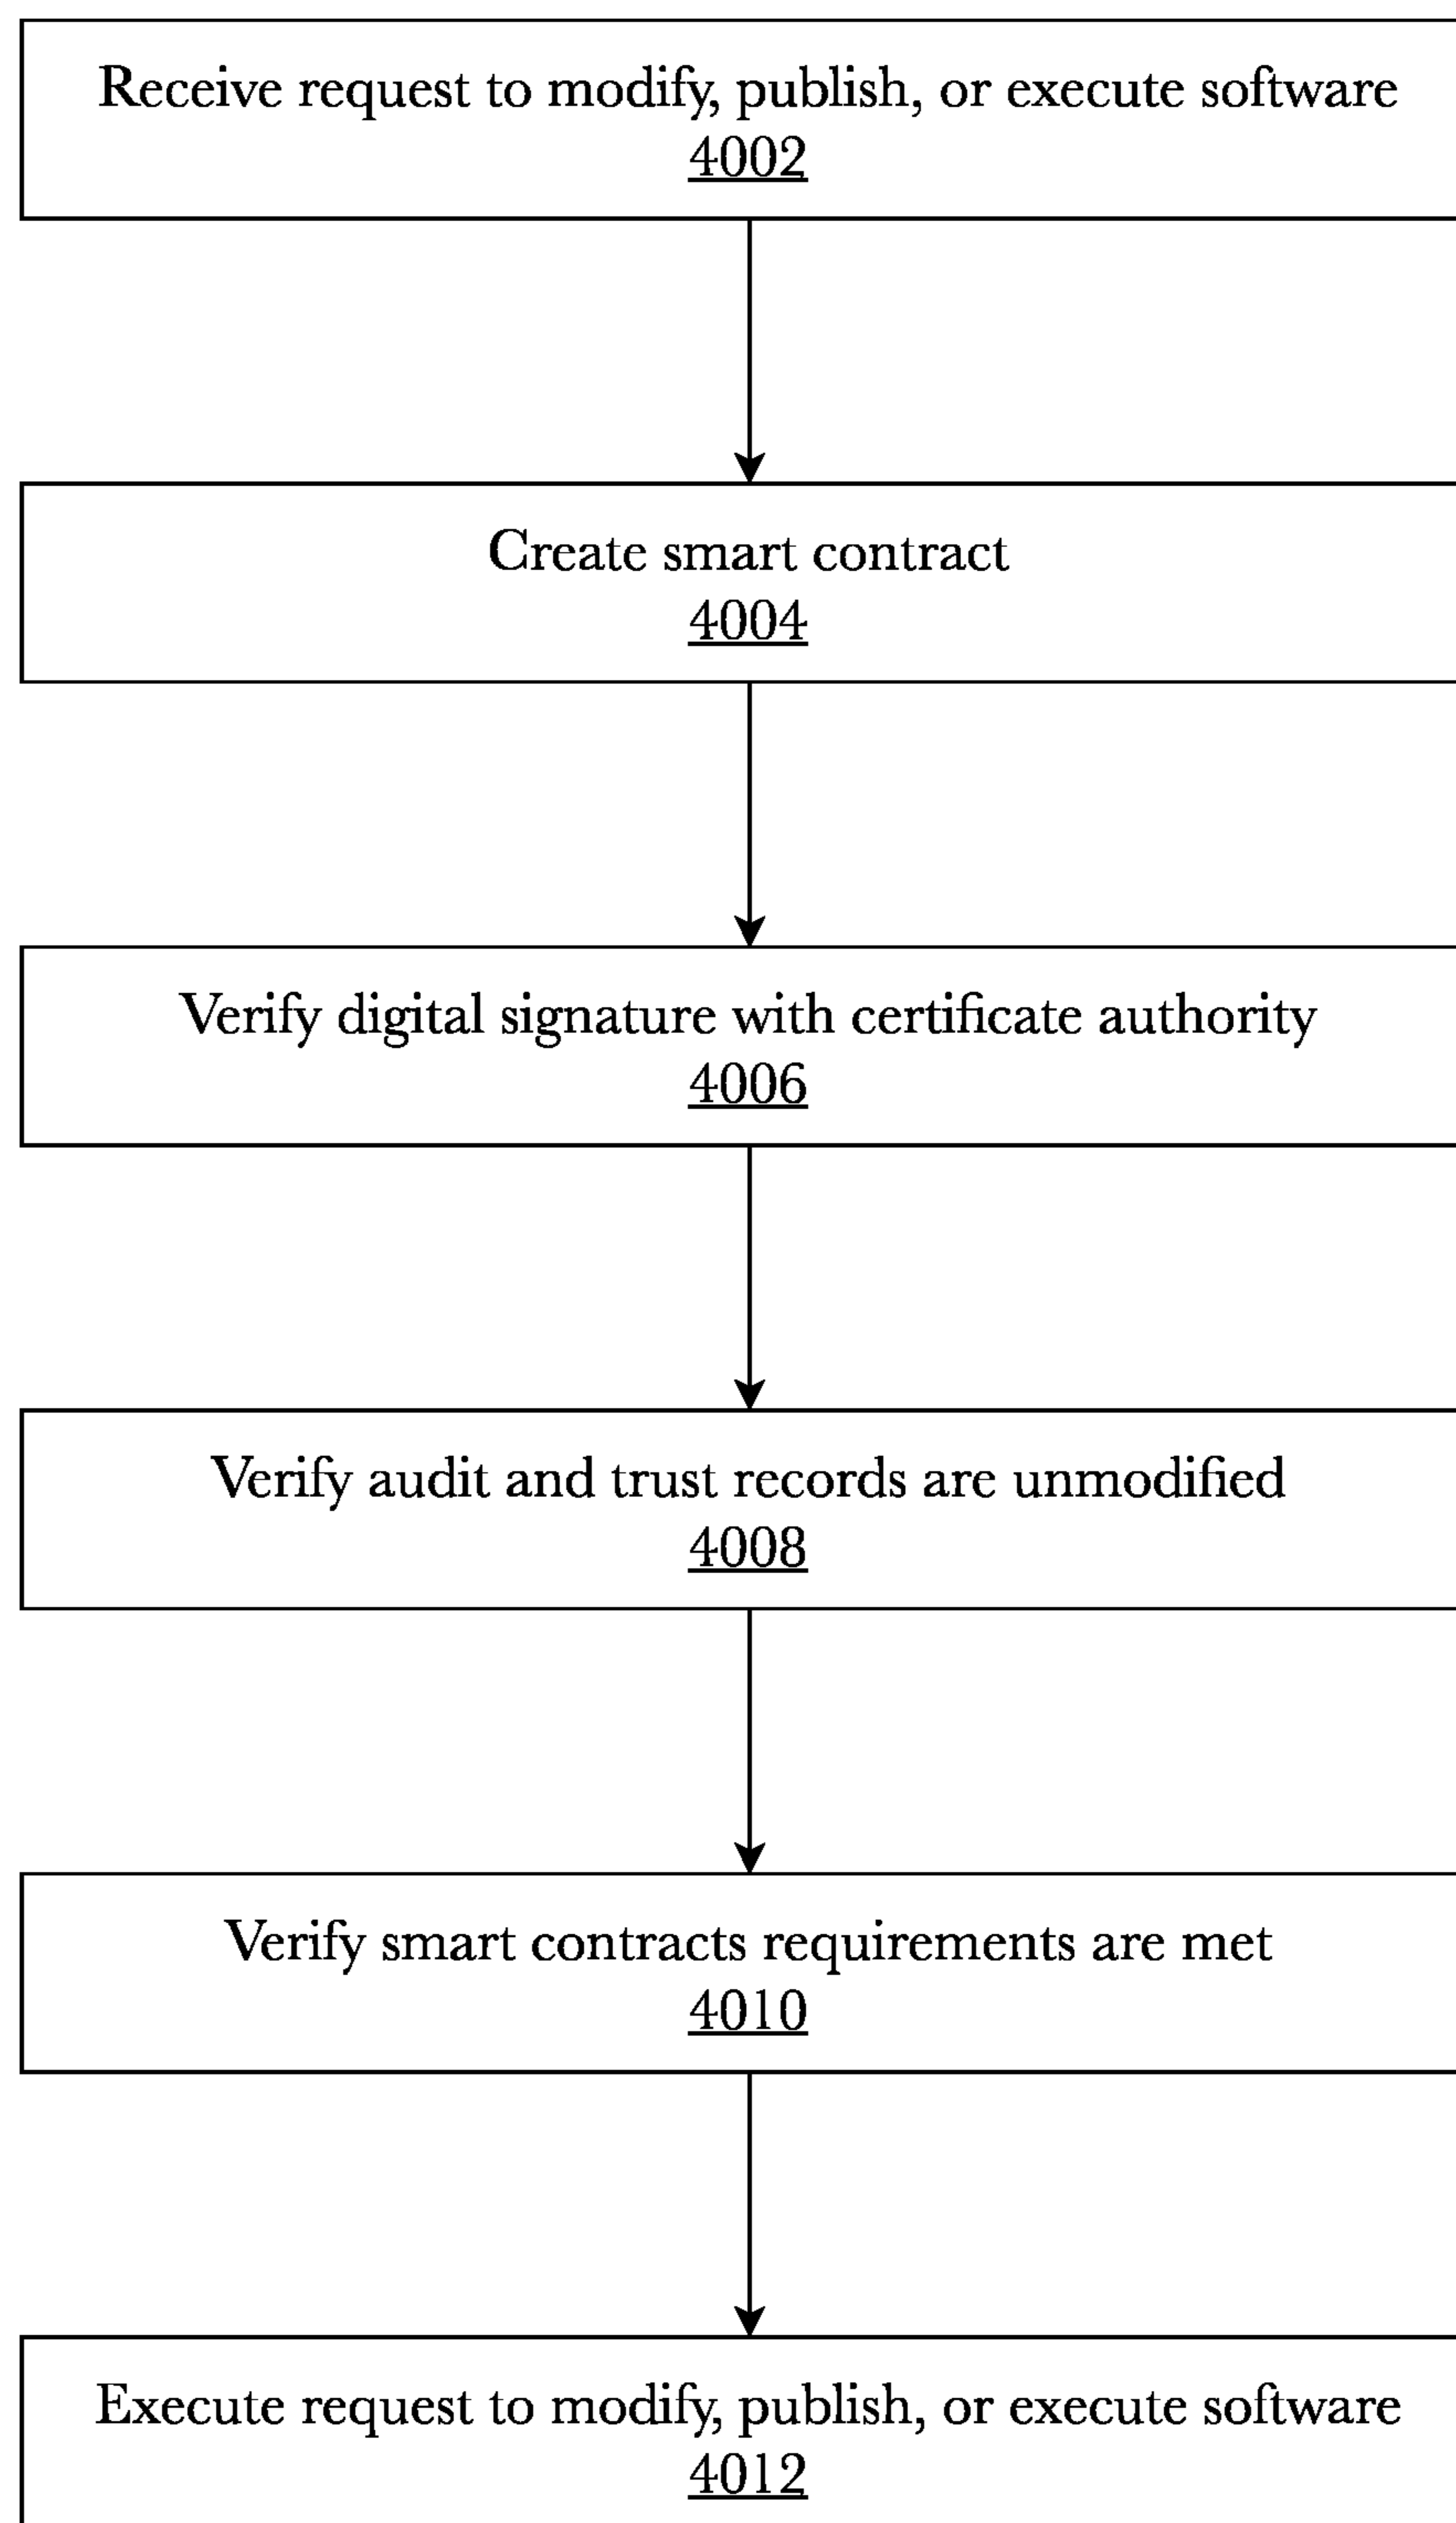 Receive request to modify, publish, or execute software
4002
Create smart contract
4004
Verify digital signature with certificate authority
4006
Verify audit and trust records are unmodified
4008
Verify smart contracts requirements are met
4010
Execute request to modify, publish, or execute software
4012